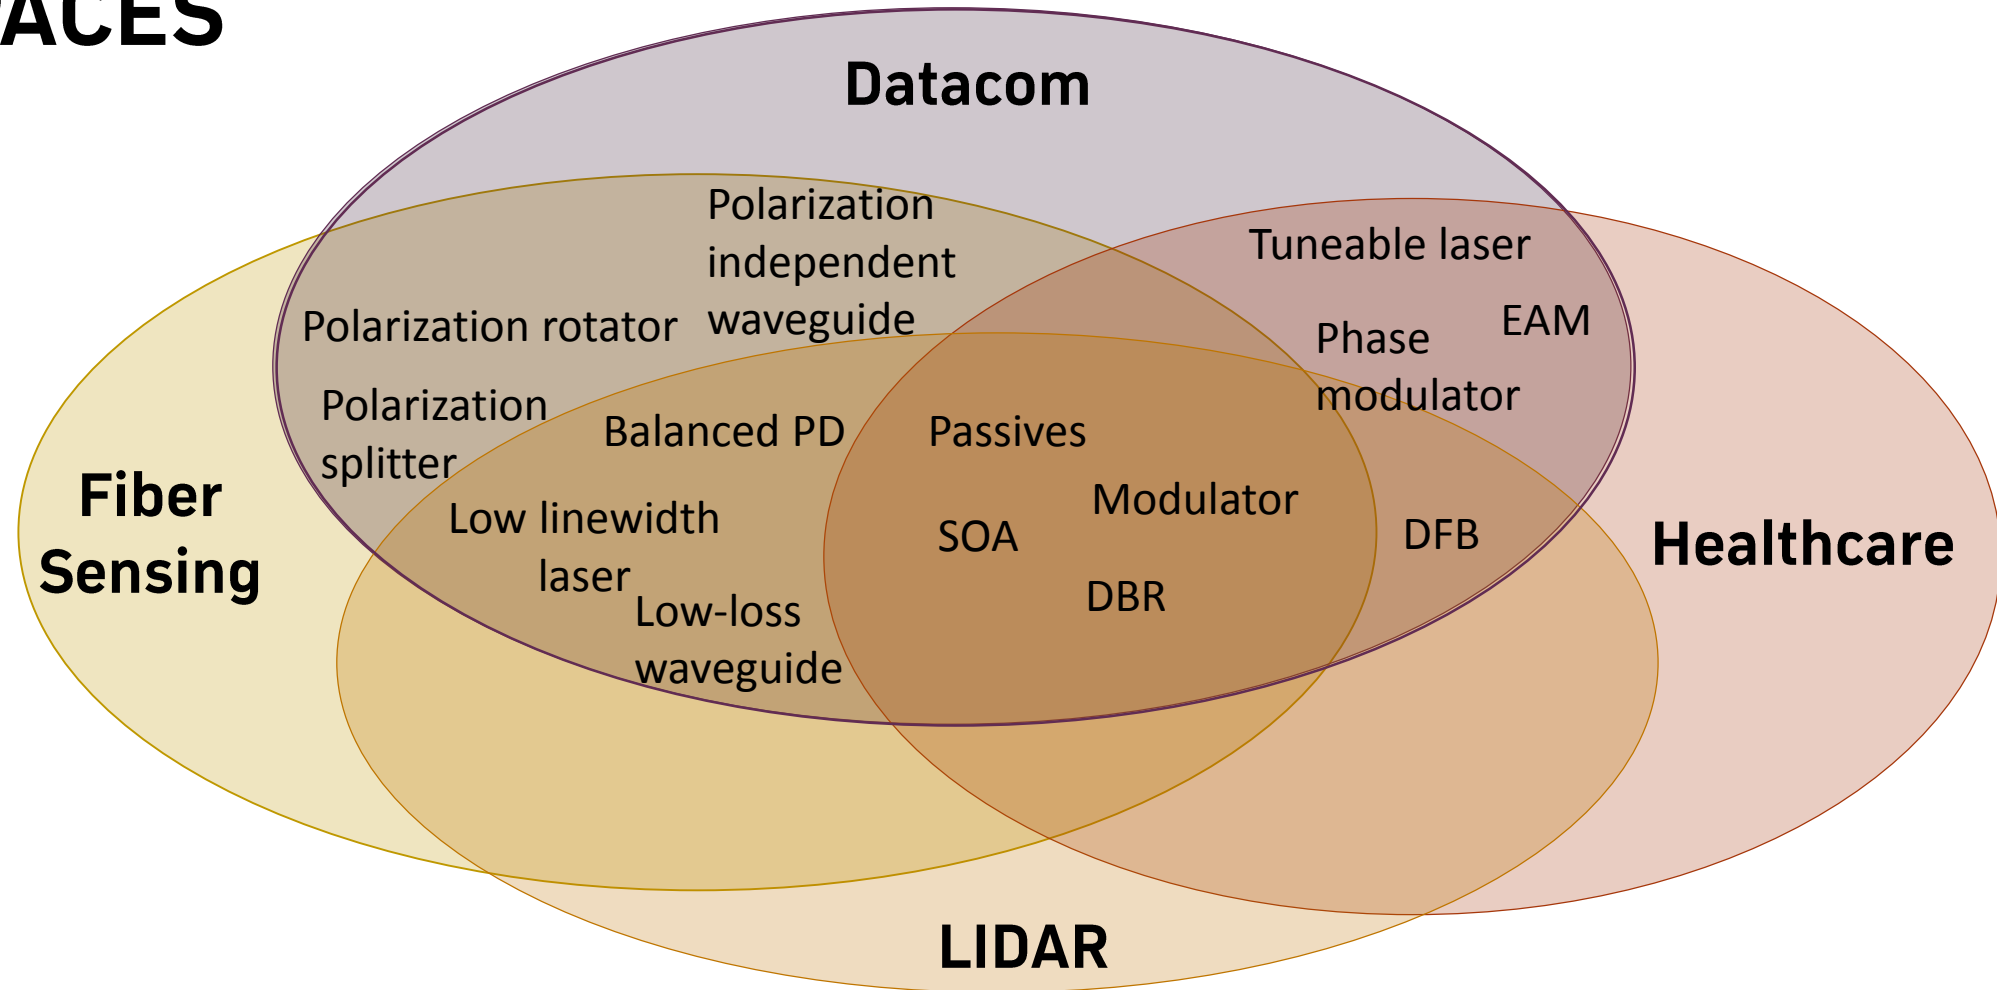 ACES
Datacom
Polarization
independent
waveguide
Tuneable laser
EAM
Phase
modulator
Polarization rotator
Polarization
splitter
Balanced PD
Passives
Modulator
Low linewidth
laser
SOA
DFB
DBR
Low-loss
waveguide
Fiber
Sensing
Healthcare
LIDAR